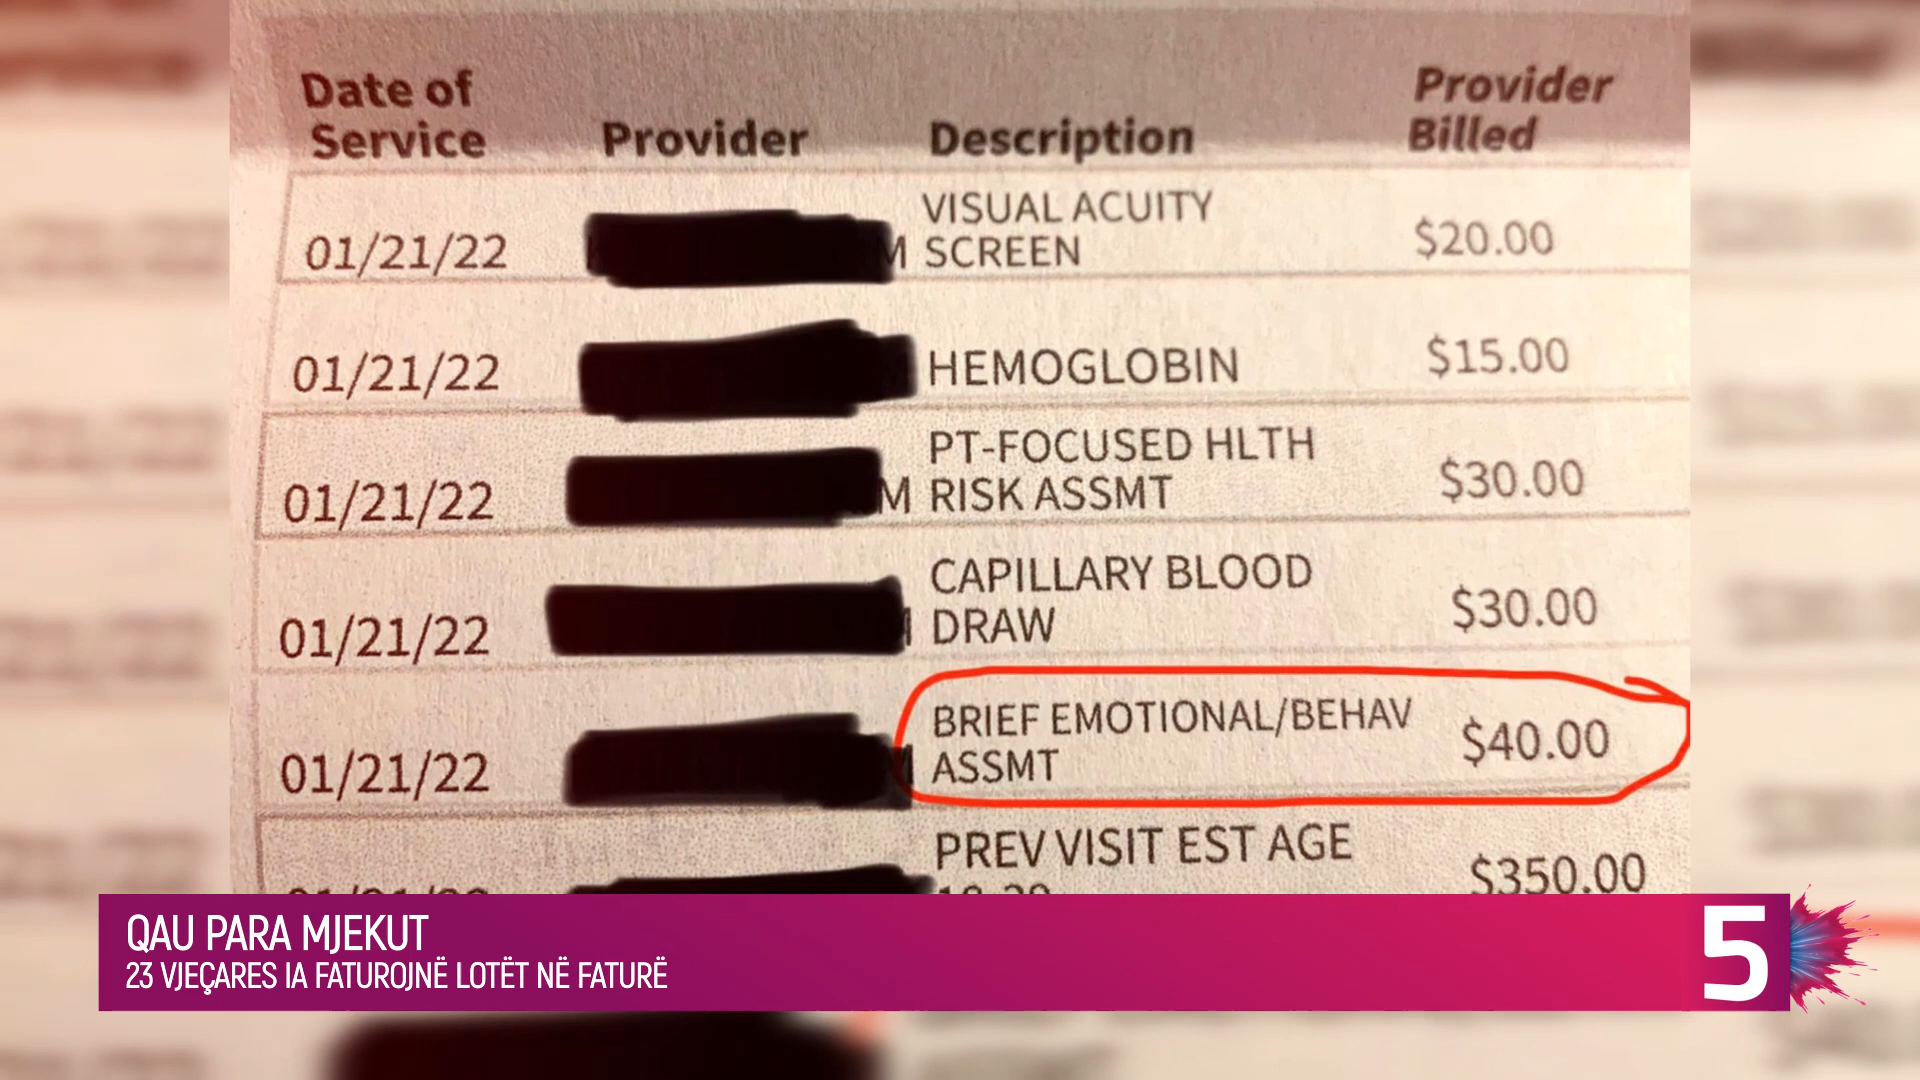 Date of
Service
Provider
Description
Provider
Billed
01/21/22
VISUAL ACUITY
SCREEN
$20.00
01/21/22
HEMOGLOBIN
$15.00
01/21/22
PT-FOCUSED HLTH
RISK ASSMT
$30.00
01/21/22
CAPILLARY BLOOD
DRAW
$30.00
01/21/22
BRIEF EMOTIONAL/BEHAV
ASSMT
$40.00
PREV VISIT EST AGE
$350.00
QAU PARA MJEKUT
23 VJEÇARES IA FATUROJNË LOTËT NË FATURË
5